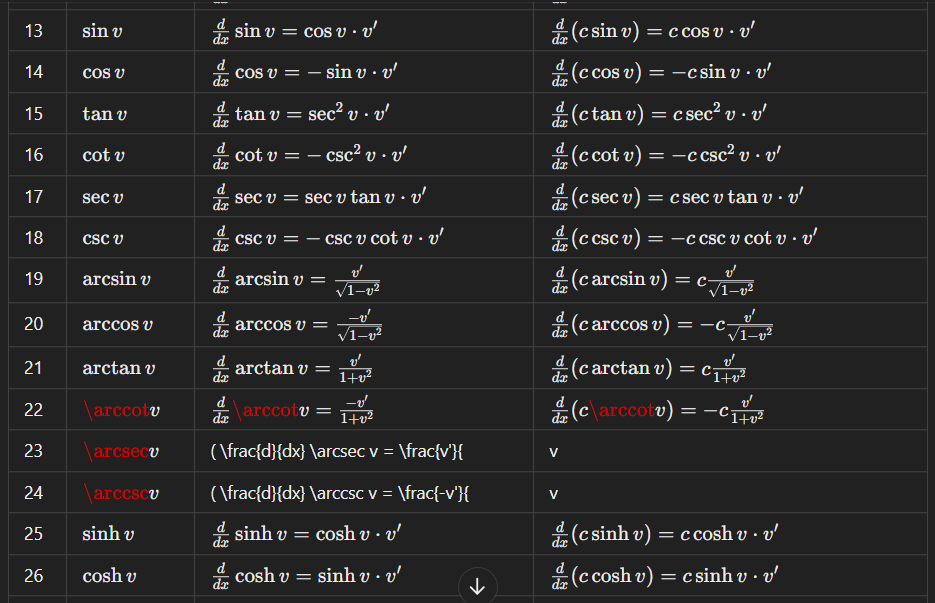 13 sin v d/dx sin v = cos v · v′ d/dx (c sin v) = c cos v · v′
14 cos v d/dx cos v = − sin v · v′ d/dx (c cos v) = −c sin v · v′
15 tan v d/dx tan v = sec² v · v′ d/dx (c tan v) = c sec² v · v′
16 cot v d/dx cot v = − csc² v · v′ d/dx (c cot v) = −c csc² v · v′
17 sec v d/dx sec v = sec v tan v · v′ d/dx (c sec v) = c sec v tan v · v′
18 csc v d/dx csc v = − csc v cot v · v′ d/dx (c csc v) = −c csc v cot v · v′
19 arcsin v d/dx arcsin v = v′/√(1−v²) d/dx (c arcsin v) = c v′/√(1−v²)
20 arccos v d/dx arccos v = −v′/√(1−v²) d/dx (c arccos v) = −c v′/√(1−v²)
21 arctan v d/dx arctan v = v′/(1+v²) d/dx (c arctan v) = c v′/(1+v²)
22 \arccot v d/dx \arccot v = −v′/(1+v²) d/dx (c \arccot v) = −c v′/(1+v²)
23 \arcsec v ( \frac{d}{dx} \arcsec v = \frac{v'}{ v
24 \arccsc v ( \frac{d}{dx} \arccsc v = \frac{-v'}{ v
25 sinh v d/dx sinh v = cosh v · v′ d/dx (c sinh v) = c cosh v · v′
26 cosh v d/dx cosh v = sinh v · v′ d/dx (c cosh v) = c sinh v · v′